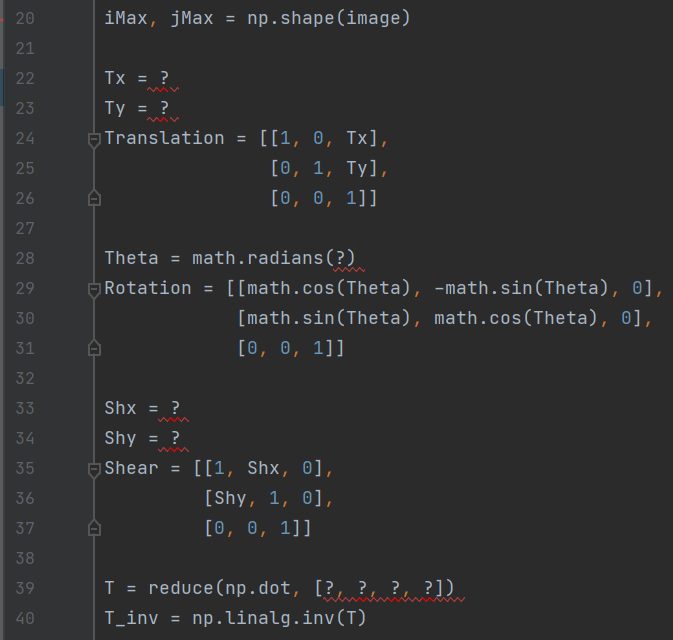 20 iMax, jMax = np.shape(image)
21
22 Tx = ?
23 Ty = ?
24 Translation = [[1, 0, Tx],
25 [0, 1, Ty],
26 [0, 0, 1]]
27
28 Theta = math.radians(?)
29 Rotation = [[math.cos(Theta), -math.sin(Theta), 0],
30 [math.sin(Theta), math.cos(Theta), 0],
31 [0, 0, 1]]
32
33 Shx = ?
34 Shy = ?
35 Shear = [[1, Shx, 0],
36 [Shy, 1, 0],
37 [0, 0, 1]]
38
39 T = reduce(np.dot, [?, ?, ?, ?])
40 T_inv = np.linalg.inv(T)